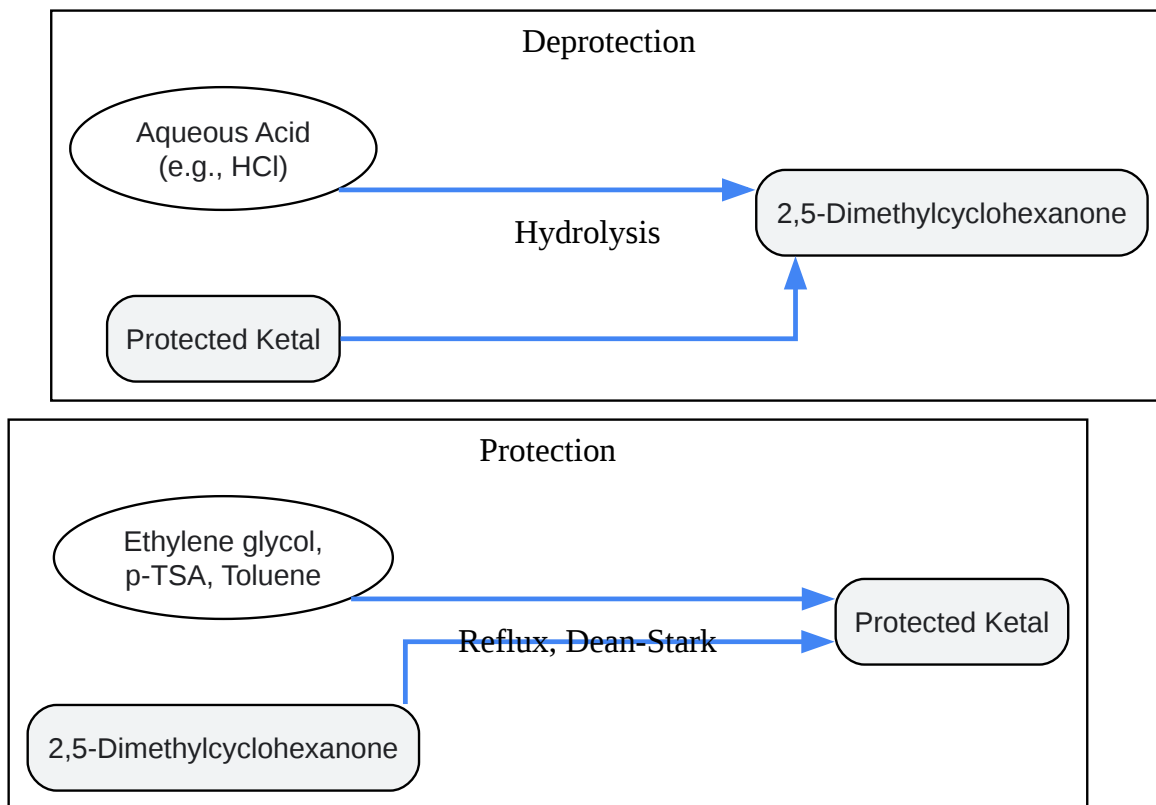 Deprotection
Aqueous Acid
(e.g., HCl)
2,5-Dimethylcyclohexanone
Hydrolysis
Protected Ketal
Protection
Ethylene glycol,
p-TSA, Toluene
Protected Ketal
Reflux, Dean-Stark
2,5-Dimethylcyclohexanone